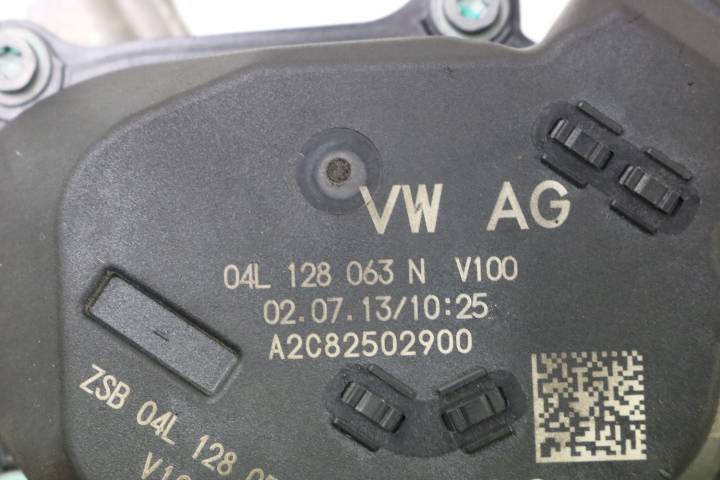 VW AG
04L 128 063 N V100
02.07.13/10:25
A2C82502900
ZSB 04L 128